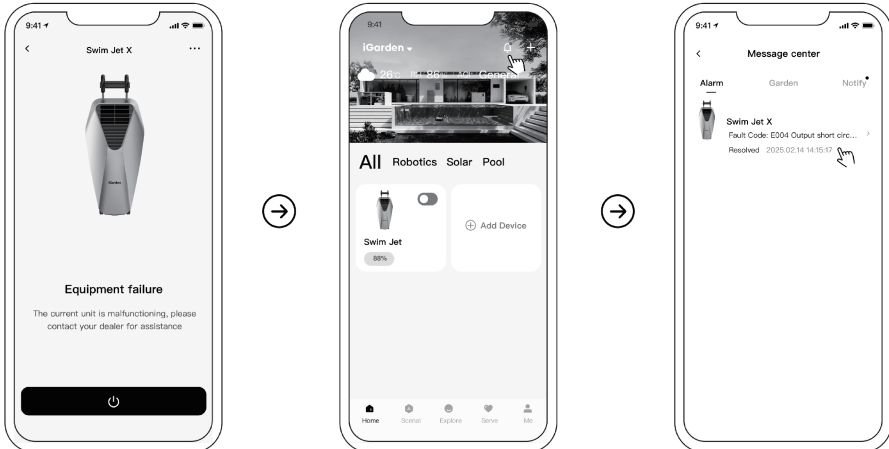 9:41
Swim Jet X
iGarden
Equipment failure
The current unit is malfunctioning, please
contact your dealer for assistance
9:41
iGarden
26
86
General
All Robotics Solar Pool
Swim Jet
88%
Add Device
Home Scensi Explore Serve Me
9:41
Message center
Alarm Garden Notify
Swim Jet X
Fault Code: E004 Output short circ...
Resolved 2025.02.14 14:15:17